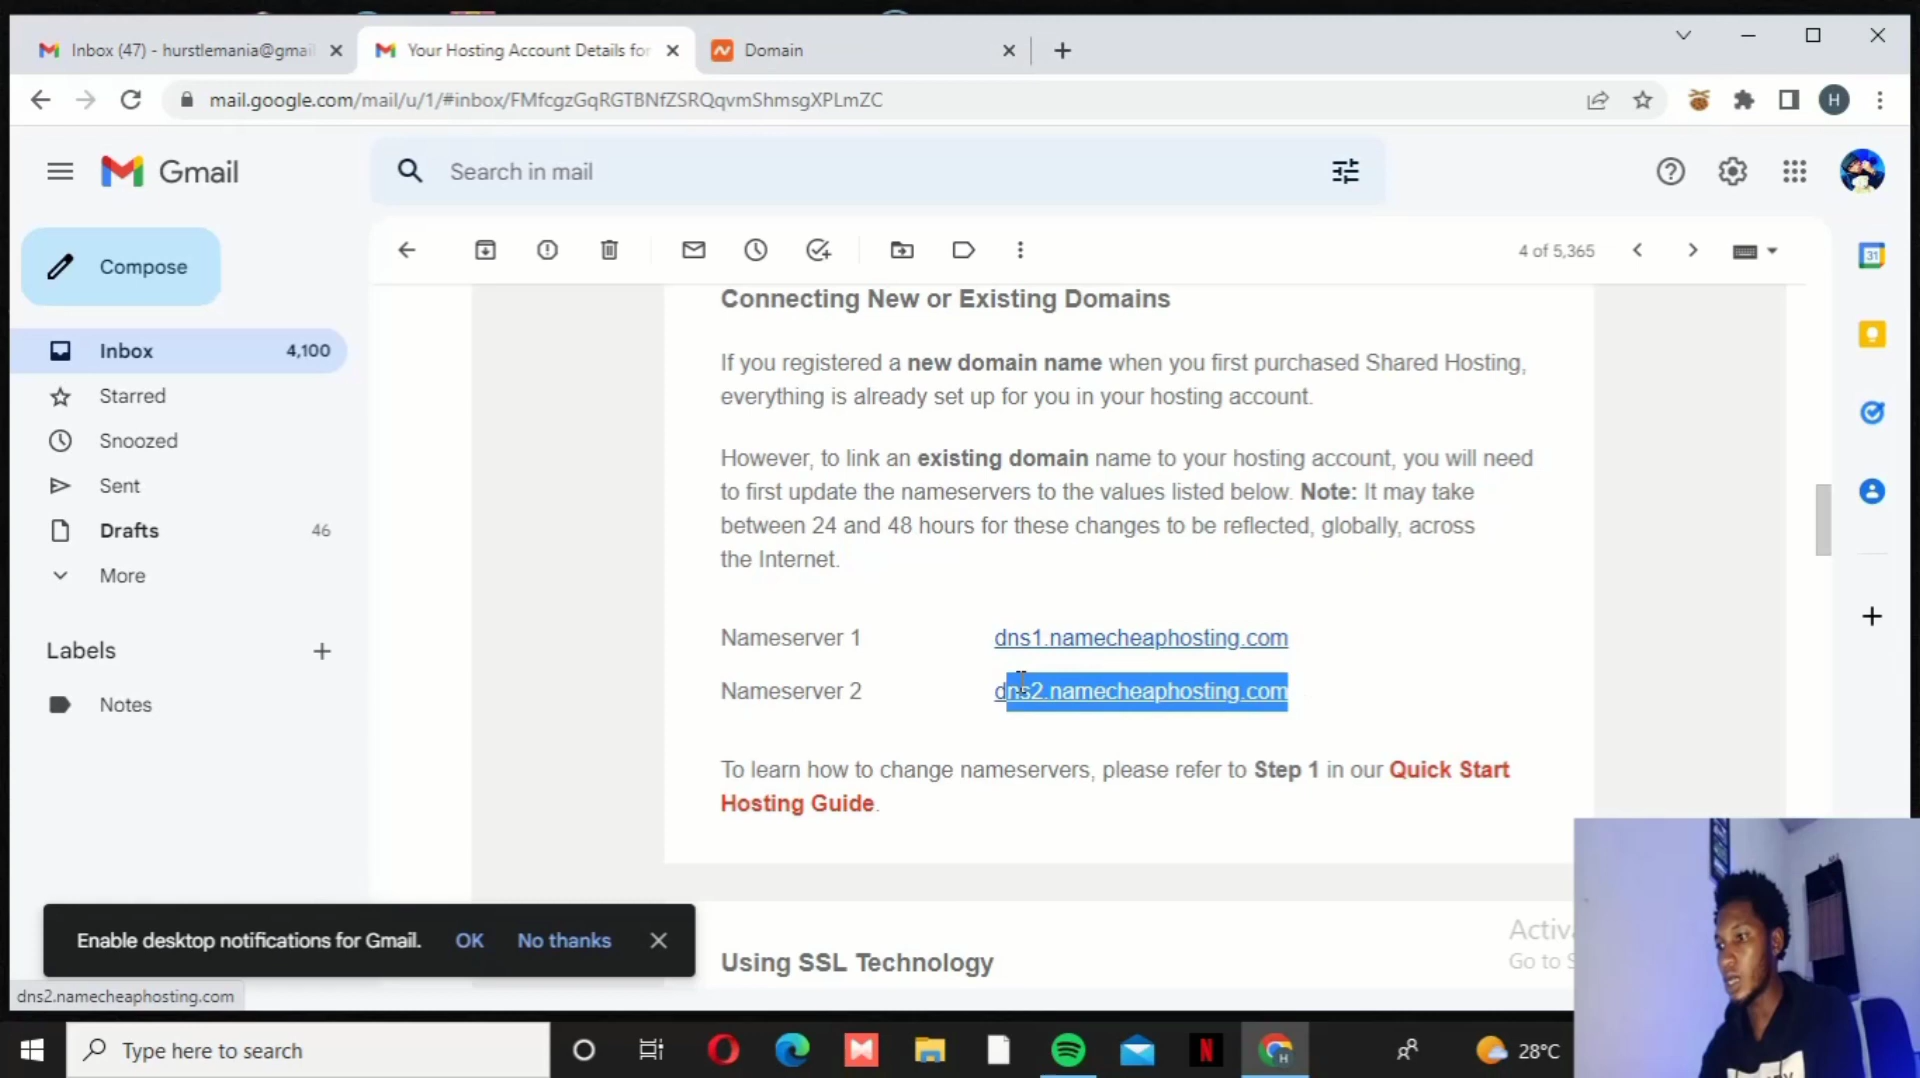 Inbox (47) - hurstlemania@gmai
Your Hosting Account Details for
Domain
mail.google.com/mail/u/1/#inbox/FMfcgzGqRGTBNfZSRQqvmShmsgXPLmZC
H
Gmail
Search in mail
Compose
4 of 5,365
31
Inbox 4,100
Starred
Snoozed
Sent
Drafts 46
More
Labels
Notes
Connecting New or Existing Domains
If you registered a new domain name when you first purchased Shared Hosting,
everything is already set up for you in your hosting account.
However, to link an existing domain name to your hosting account, you will need
to first update the nameservers to the values listed below. Note: It may take
between 24 and 48 hours for these changes to be reflected, globally, across
the Internet.
Nameserver 1 dns1.namecheaphosting.com
Nameserver 2 dns2.namecheaphosting.com
To learn how to change nameservers, please refer to Step 1 in our Quick Start
Hosting Guide.
Using SSL Technology
Enable desktop notifications for Gmail. OK No thanks
Activ
Go to S
dns2.namecheaphosting.com
Type here to search
N
H
28°C